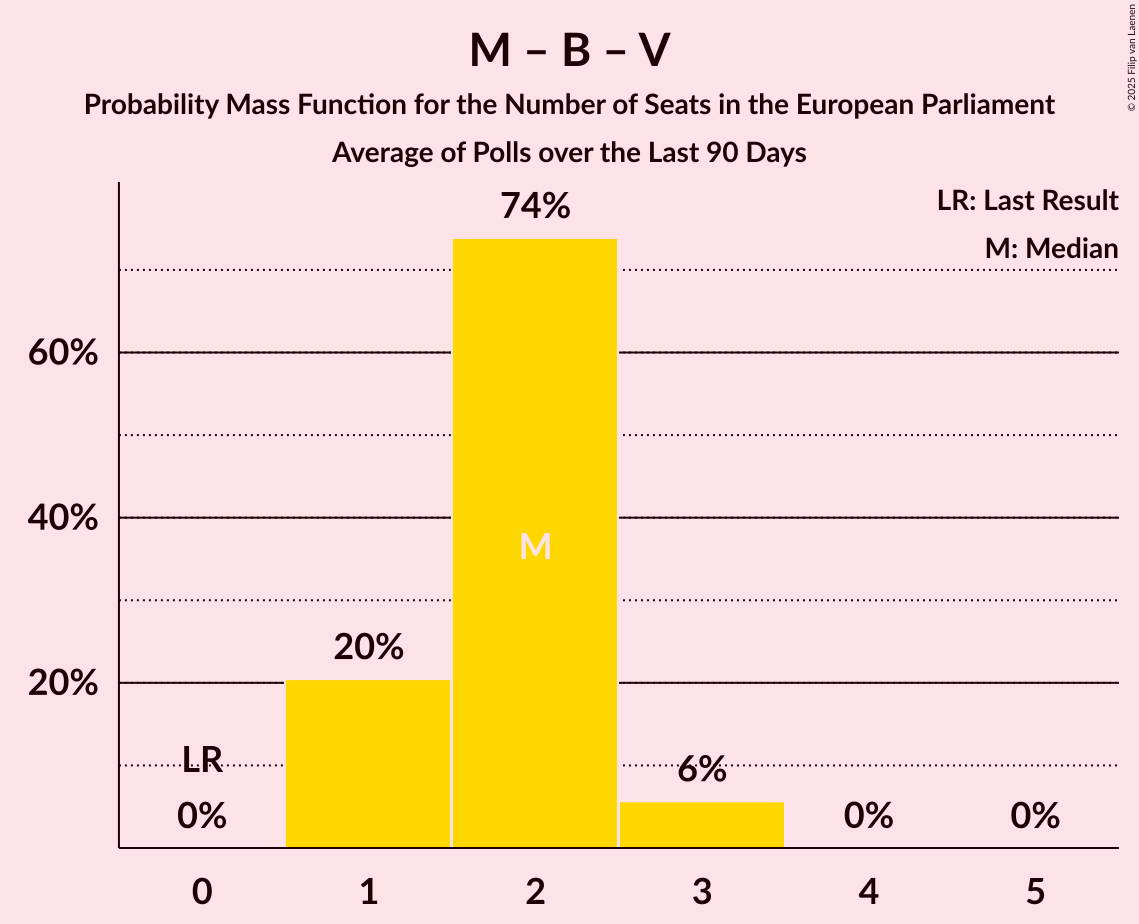 M – B – V
Probability Mass Function for the Number of Seats in the European Parliament
Average of Polls over the Last 90 Days
© 2025 Filip van Laenen
LR: Last Result
M: Median
74%
60%
40%
M
20%
20%
LR
6%
0%
0%
0%
0
1
2
3
4
5